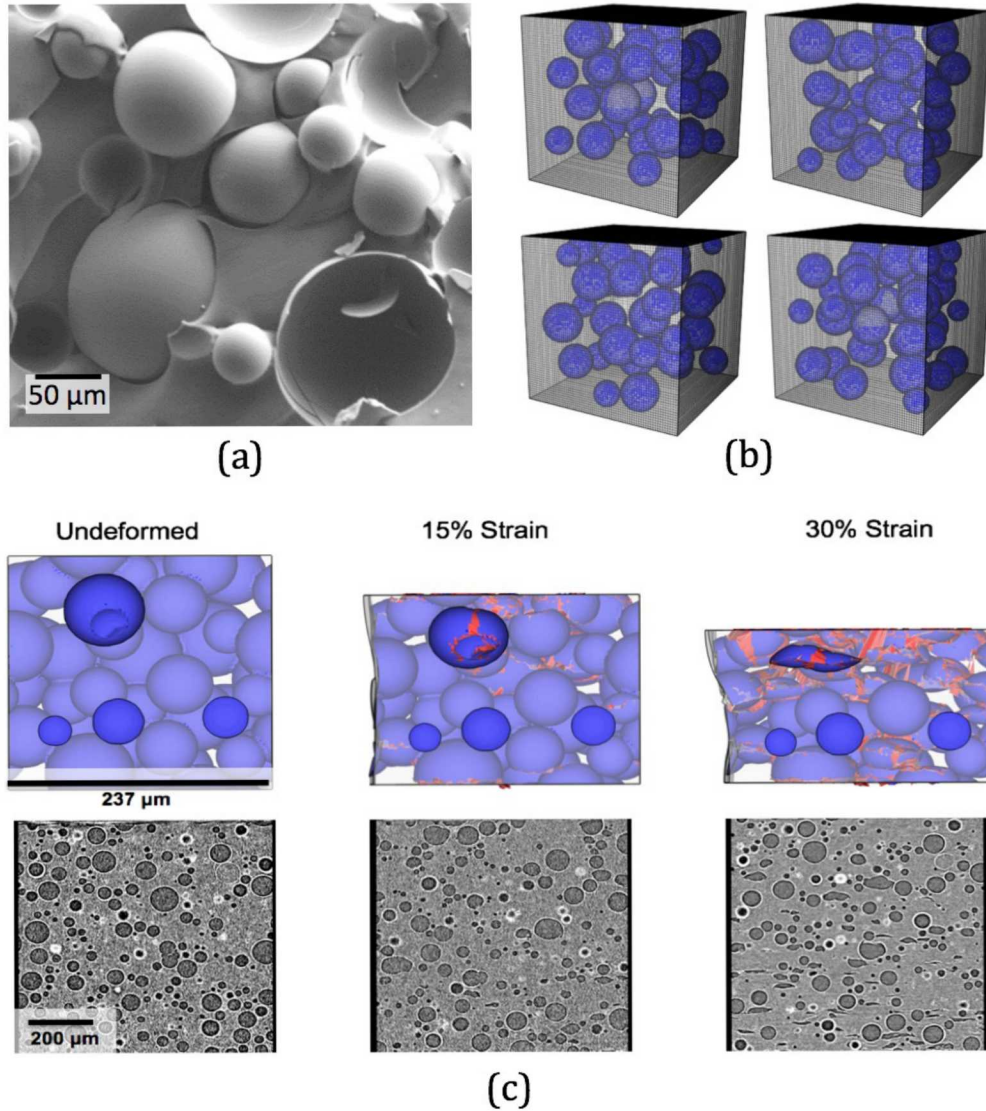 50 µm
(a)
(b)
Undeformed
15% Strain
30% Strain
237 µm
200 µm
(c)